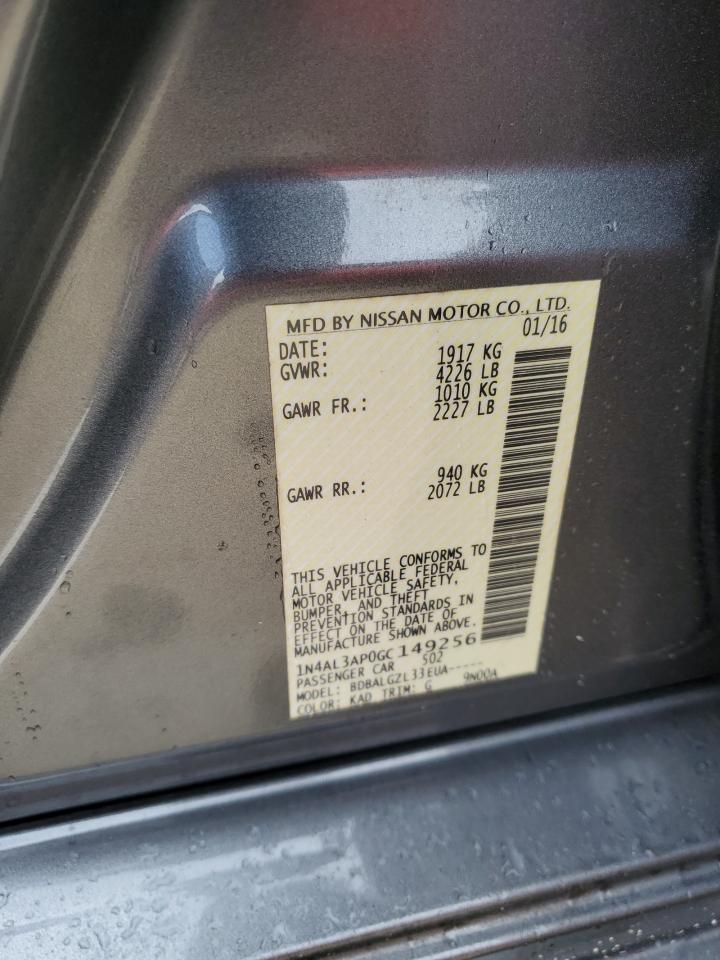 MFD BY NISSAN MOTOR CO., LTD.
DATE: 01/16
GVWR: 1917 KG
4226 LB
GAWR FR.: 1010 KG
2227 LB
GAWR RR.: 940 KG
2072 LB
THIS VEHICLE CONFORMS TO
ALL APPLICABLE FEDERAL
MOTOR VEHICLE SAFETY,
BUMPER, AND THEFT
PREVENTION STANDARDS IN
EFFECT ON THE DATE OF
MANUFACTURE SHOWN ABOVE.
1N4AL3AP0GC149256
PASSENGER CAR 502
MODEL: BDBALGZL33EUA-----
COLOR: KAD TRIM: G 9N00A